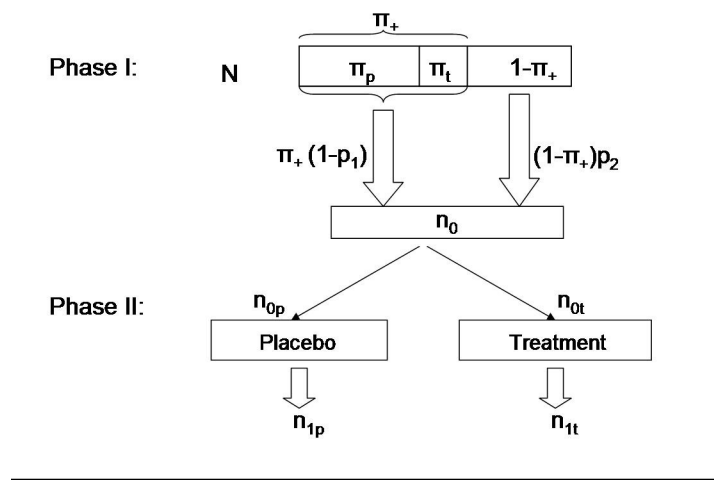 π₊
Phase I: N πₚ πₜ 1-π₊
π₊ (1-p₁) (1-π₊)p₂
n₀
Phase II: n₀ₚ n₀ₜ
Placebo Treatment
n₁ₚ n₁ₜ